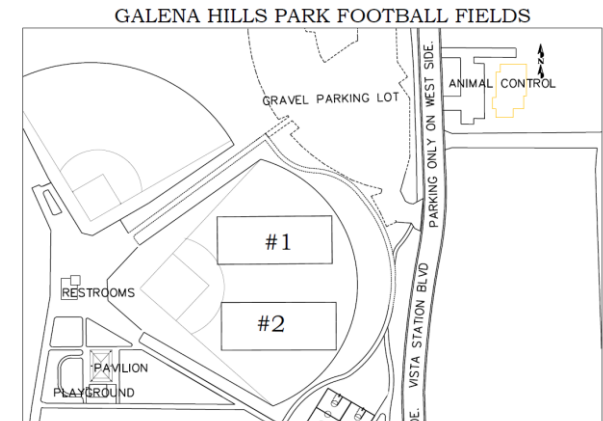 GALENA HILLS PARK FOOTBALL FIELDS
PARKING ONLY ON WEST SIDE.
N
ANIMAL CONTROL
GRAVEL PARKING LOT
#1
RESTROOMS
#2
VISTA STATION BLVD
PAVILION
PLAYGROUND
DE.